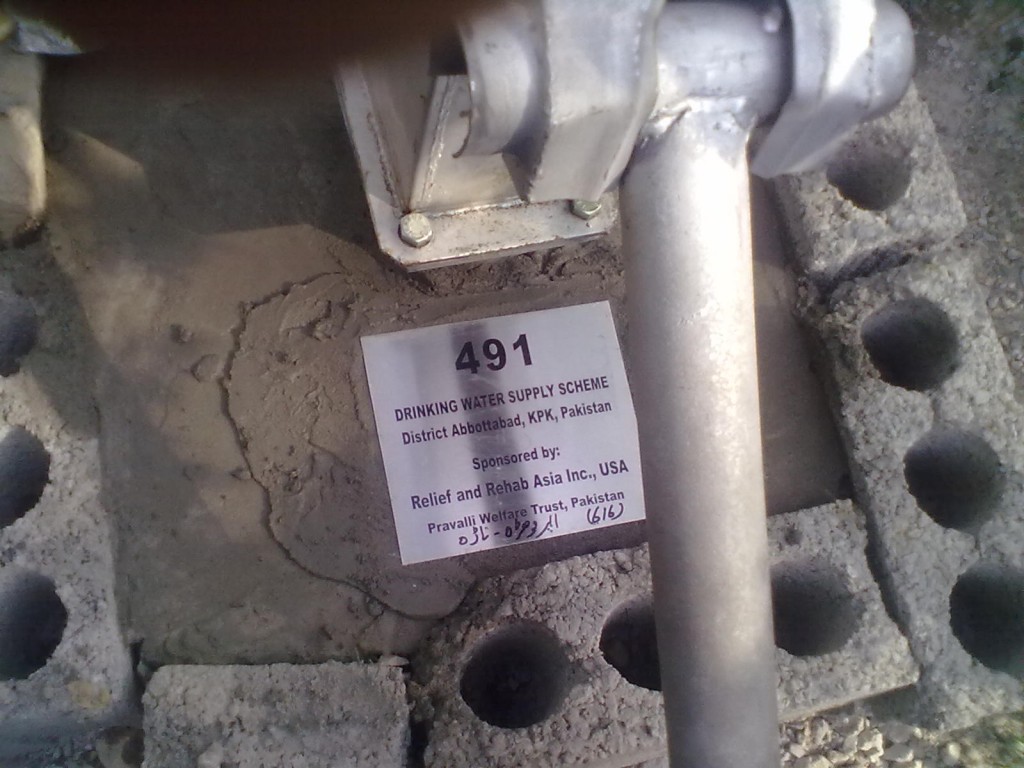 491
DRINKING WATER SUPPLY SCHEME
District Abbottabad, KPK, Pakistan
Sponsored by:
Relief and Rehab Asia Inc., USA
Pravalli Welfare Trust, Pakistan
(616)